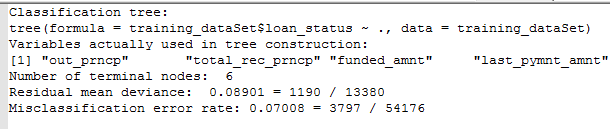 Classification tree:
tree(formula = training_dataSet$loan_status ~ ., data = training_dataSet)
Variables actually used in tree construction:
[1] "out_prncp" "total_rec_prncp" "funded_amnt" "last_pymnt_amnt"
Number of terminal nodes: 6
Residual mean deviance: 0.08901 = 1190 / 13380
Misclassification error rate: 0.07008 = 3797 / 54176